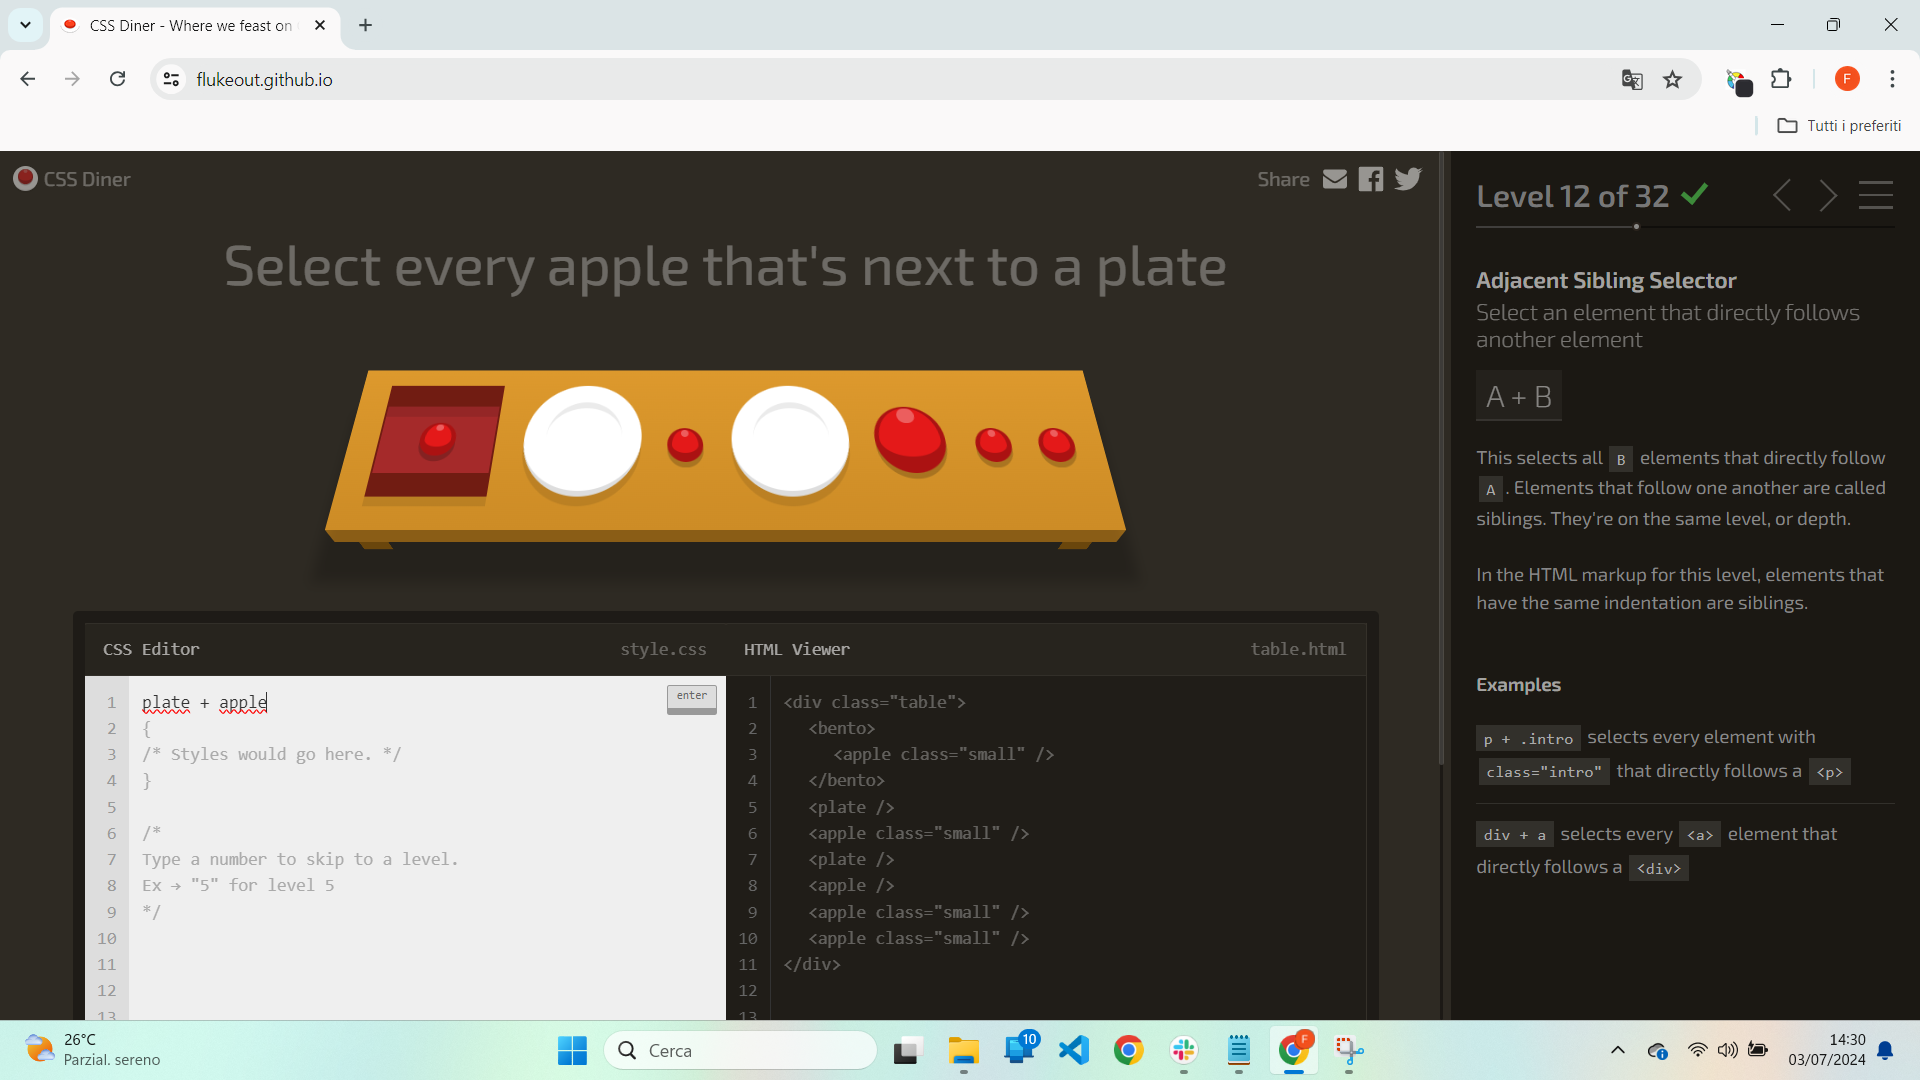 CSS Diner - Where we feast on
flukeout.github.io
F
Tutti i preferiti
CSS Diner
Share
Select every apple that's next to a plate
CSS Editor
style.css
1 plate + apple
enter
2 {
3 /* Styles would go here. */
4 }
5
6 /*
7 Type a number to skip to a level.
8 Ex → "5" for level 5
9 */
10
11
12
13
HTML Viewer
table.html
1 <div class="table">
2 <bento>
3 <apple class="small" />
4 </bento>
5 <plate />
6 <apple class="small" />
7 <plate />
8 <apple />
9 <apple class="small" />
10 <apple class="small" />
11 </div>
12
13
Level 12 of 32
Adjacent Sibling Selector
Select an element that directly follows
another element
A + B
This selects all B elements that directly follow
A . Elements that follow one another are called
siblings. They're on the same level, or depth.
In the HTML markup for this level, elements that
have the same indentation are siblings.
Examples
p + .intro selects every element with
class="intro" that directly follows a <p>
div + a selects every <a> element that
directly follows a <div>
26°C
Parzial. sereno
Cerca
10
F
14:30
03/07/2024